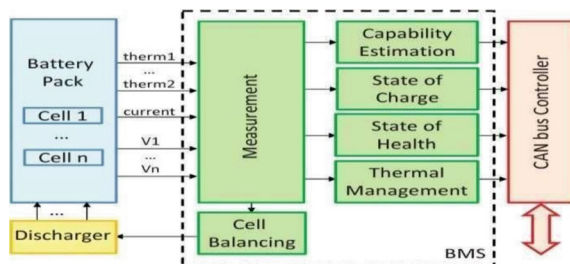 Battery
Pack
Cell 1
...
Cell n
therm1
...
therm2
current
V1
...
Vn
Measurement
Capability
Estimation
State of
Charge
State of
Health
Thermal
Management
CAN bus Controller
...
Discharger
Cell
Balancing
BMS